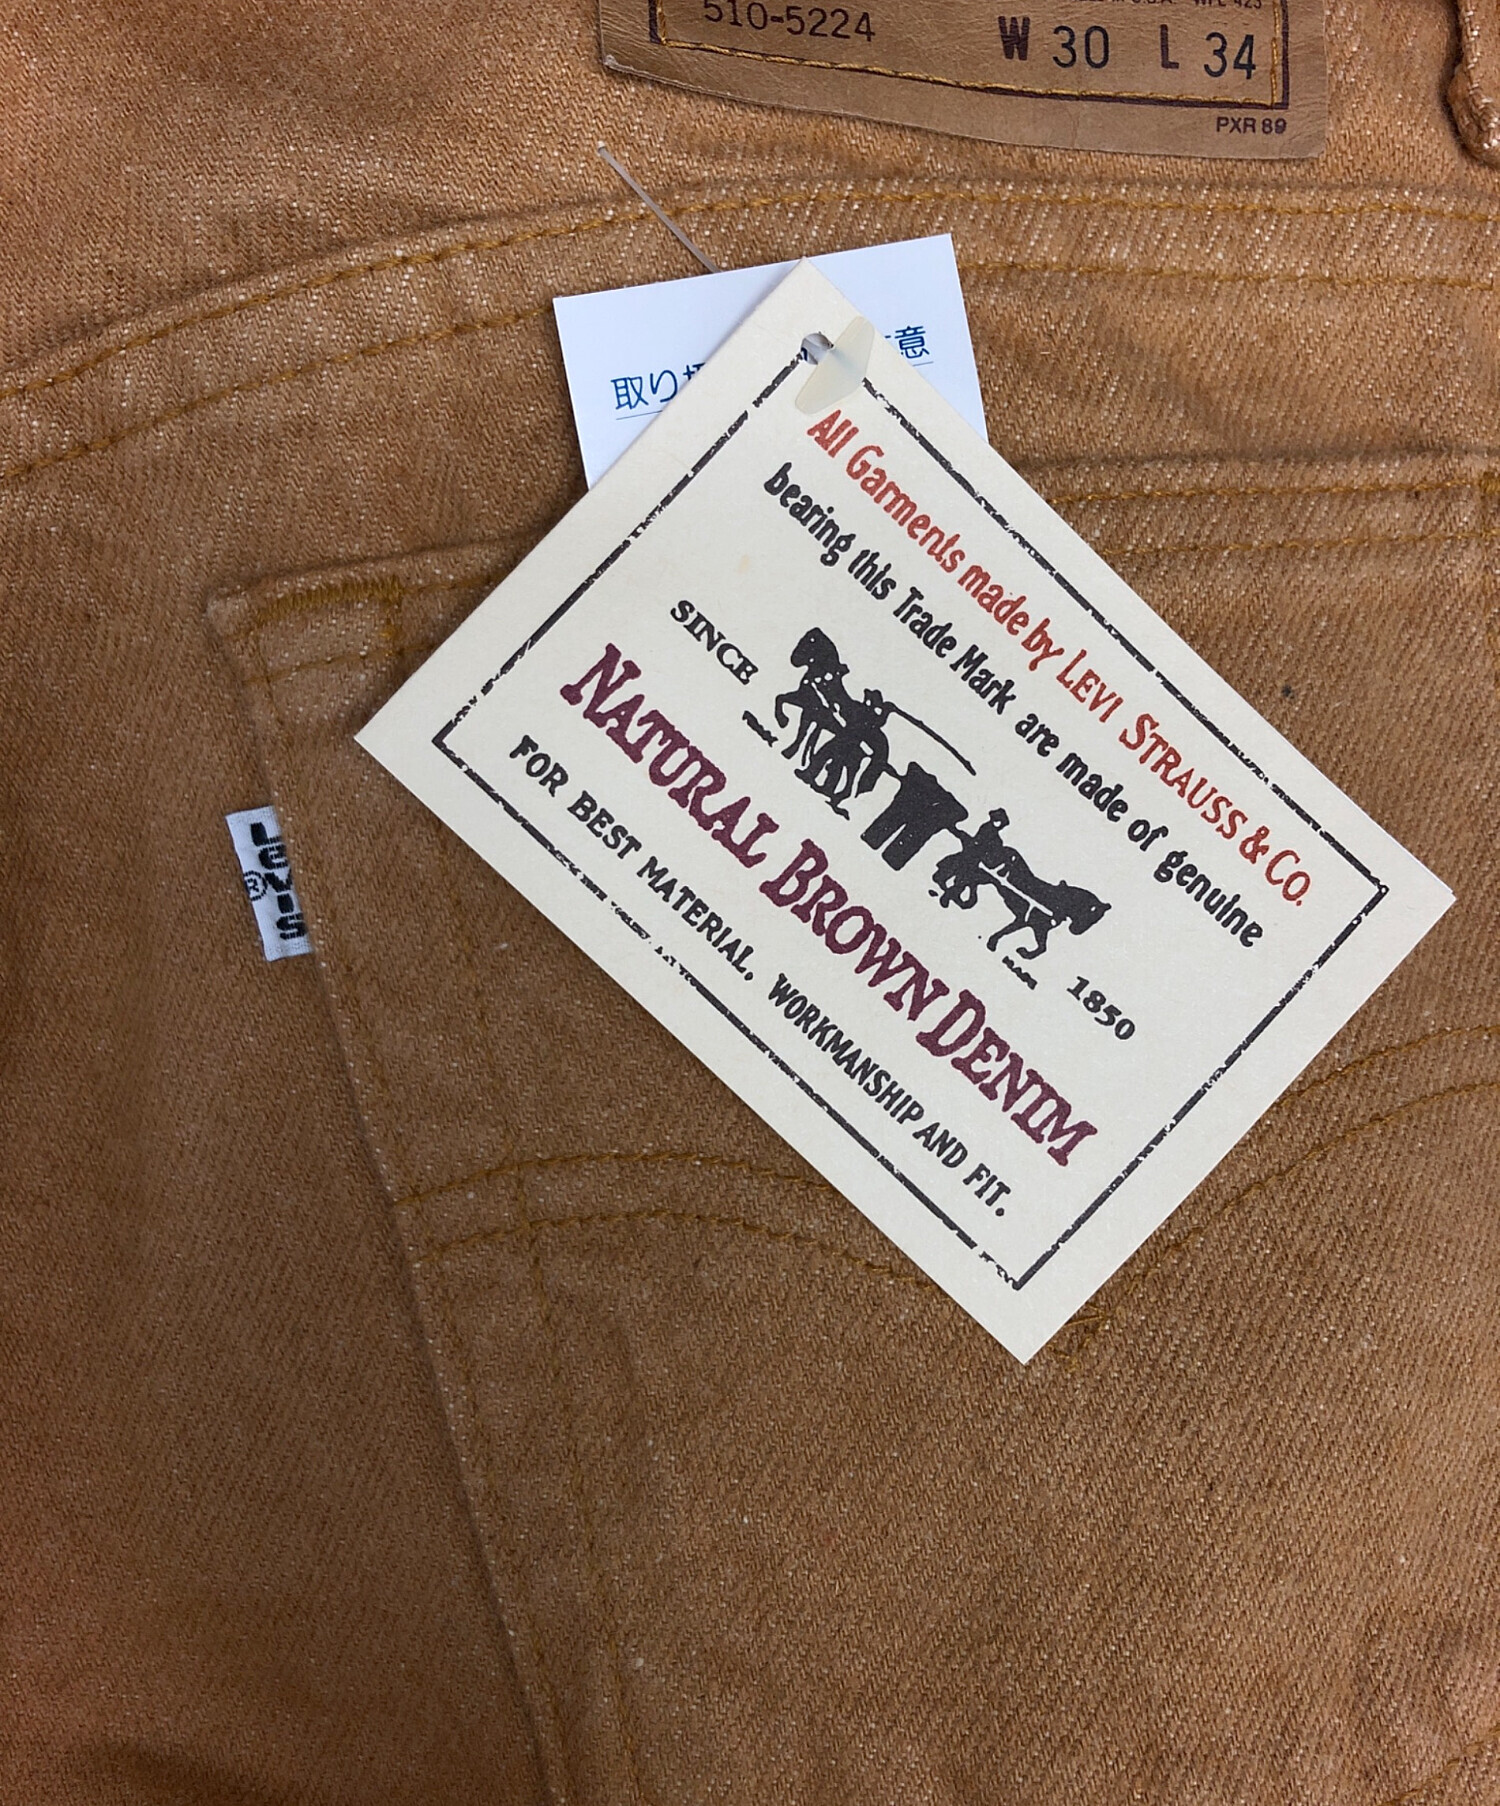 510-5224
W 30 L 34
PXR 89
取り
意
All Garments made by LEVI STRAUSS & CO.
bearing this Trade Mark are made of genuine
SINCE 1850
NATURAL BROWN DENIM
FOR BEST MATERIAL, WORKMANSHIP AND FIT.
Levi's
®